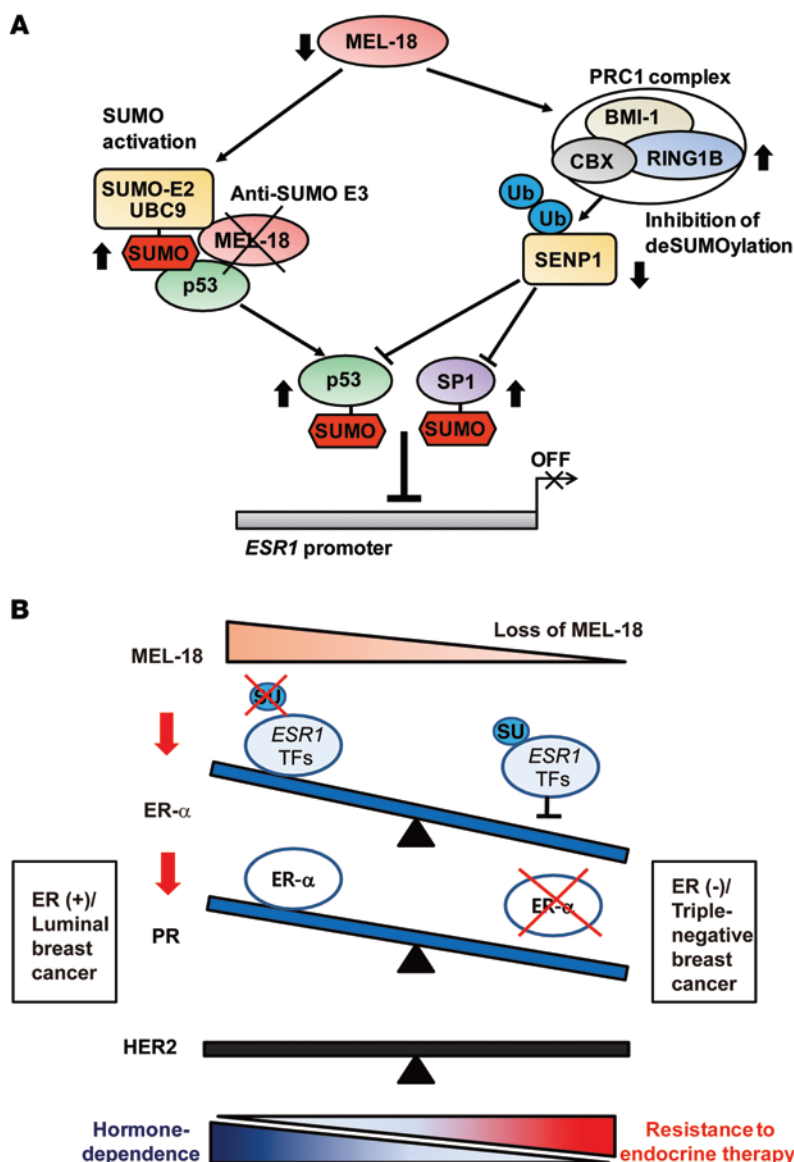 A
MEL-18
PRC1 complex
BMI-1
CBX
RING1B
SUMO
activation
SUMO-E2
UBC9
Anti-SUMO E3
MEL-18
SUMO
p53
Ub
Ub
SENP1
Inhibition of
deSUMOylation
p53
SUMO
SP1
SUMO
OFF
ESR1 promoter
B
MEL-18
Loss of MEL-18
SU
ESR1
TFs
SU
ESR1
TFs
ER-α
ER-α
ER-α
ER (+)/
Luminal
breast
cancer
PR
ER (-)/
Triple-
negative
breast
cancer
HER2
Hormone-
dependence
Resistance to
endocrine therapy